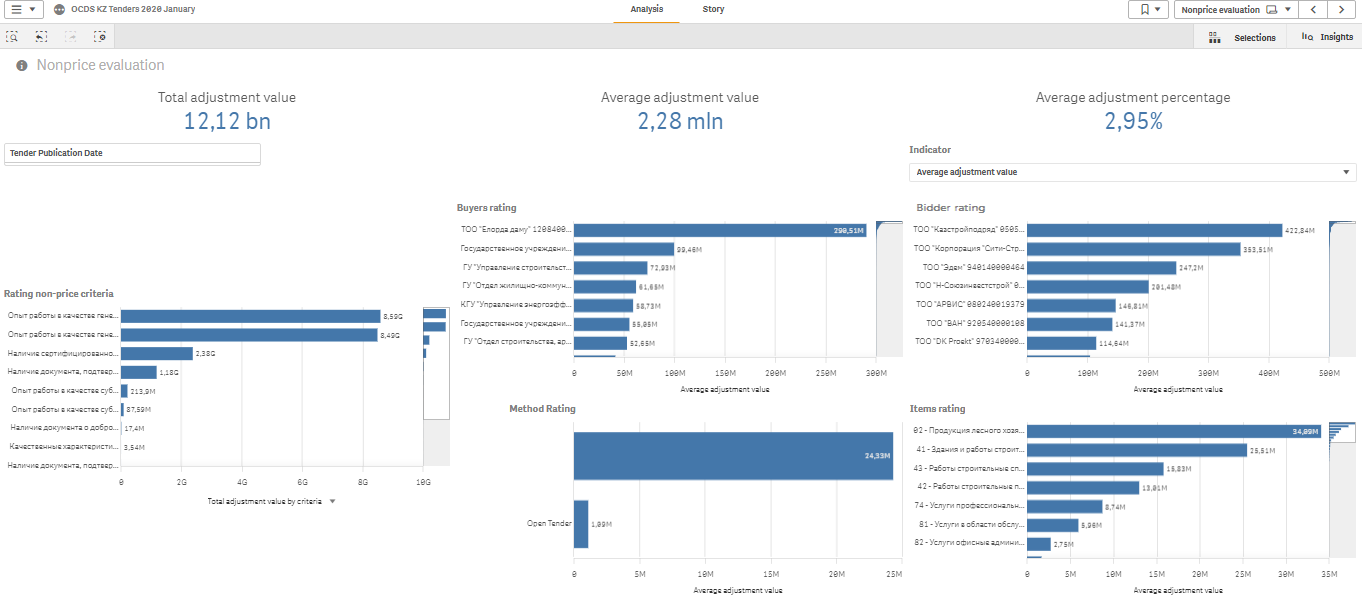 OCDS KZ Tenders 2020 January
Analysis
Story
Nonprice evaluation
Selections
Insights
Nonprice evaluation
Total adjustment value
12,12 bn
Average adjustment value
2,28 mln
Average adjustment percentage
2,95%
Tender Publication Date
Indicator
Average adjustment value
Rating non-price criteria
Опыт работы в качестве гене... 8,59G
Опыт работы в качестве гене... 8,49G
Наличие сертифицированно... 2,38G
Наличие документа, подтвер... 1,18G
Опыт работы в качестве суб... 213,9M
Опыт работы в качестве суб... 87,59M
Наличие документа о добро... 17,4M
Качественные характеристи... 3,54M
Наличие документа, подтвер...
0 2G 4G 6G 8G 10G
Total adjustment value by criteria
Buyers rating
ТОО "Елорда даму" 1208400... 290,51M
Государственное учреждени... 99,46M
ГУ "Управление строительст... 72,93M
ГУ "Отдел жилищно-коммун... 61,65M
КГУ "Управление энергоэфф... 58,73M
Государственное учреждени... 55,05M
ГУ "Отдел строительства, ар... 52,65M
0 50M 100M 150M 200M 250M 300M
Average adjustment value
Bidder rating
ТОО "Казстройподряд" 0505... 422,84M
ТОО "Корпорация "Сити-Стр... 353,51M
ТОО "Эдем" 940140000464 247,2M
ТОО "Н-Союзинвестстрой" 0... 201,48M
ТОО "АРВИС" 080240019379 146,81M
ТОО "ВАН" 920540000108 141,37M
ТОО "DK Proekt" 970340000... 114,64M
0 100M 200M 300M 400M 500M
Average adjustment value
Method Rating
24,33M
Open Tender 1,09M
0 5M 10M 15M 20M 25M
Average adjustment value
Items rating
02 - Продукция лесного хозя... 34,09M
41 - Здания и работы строит... 25,51M
43 - Работы строительные сп... 15,83M
42 - Работы строительные п... 13,01M
74 - Услуги профессиональн... 8,74M
81 - Услуги в области обслу... 5,96M
82 - Услуги офисные админи... 2,75M
0 5M 10M 15M 20M 25M 30M 35M
Average adjustment value